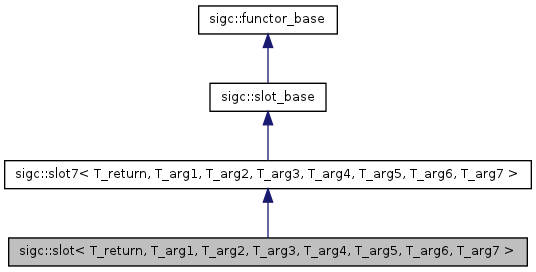 sigc::functor_base
sigc::slot_base
sigc::slot7< T_return, T_arg1, T_arg2, T_arg3, T_arg4, T_arg5, T_arg6, T_arg7 >
sigc::slot< T_return, T_arg1, T_arg2, T_arg3, T_arg4, T_arg5, T_arg6, T_arg7 >